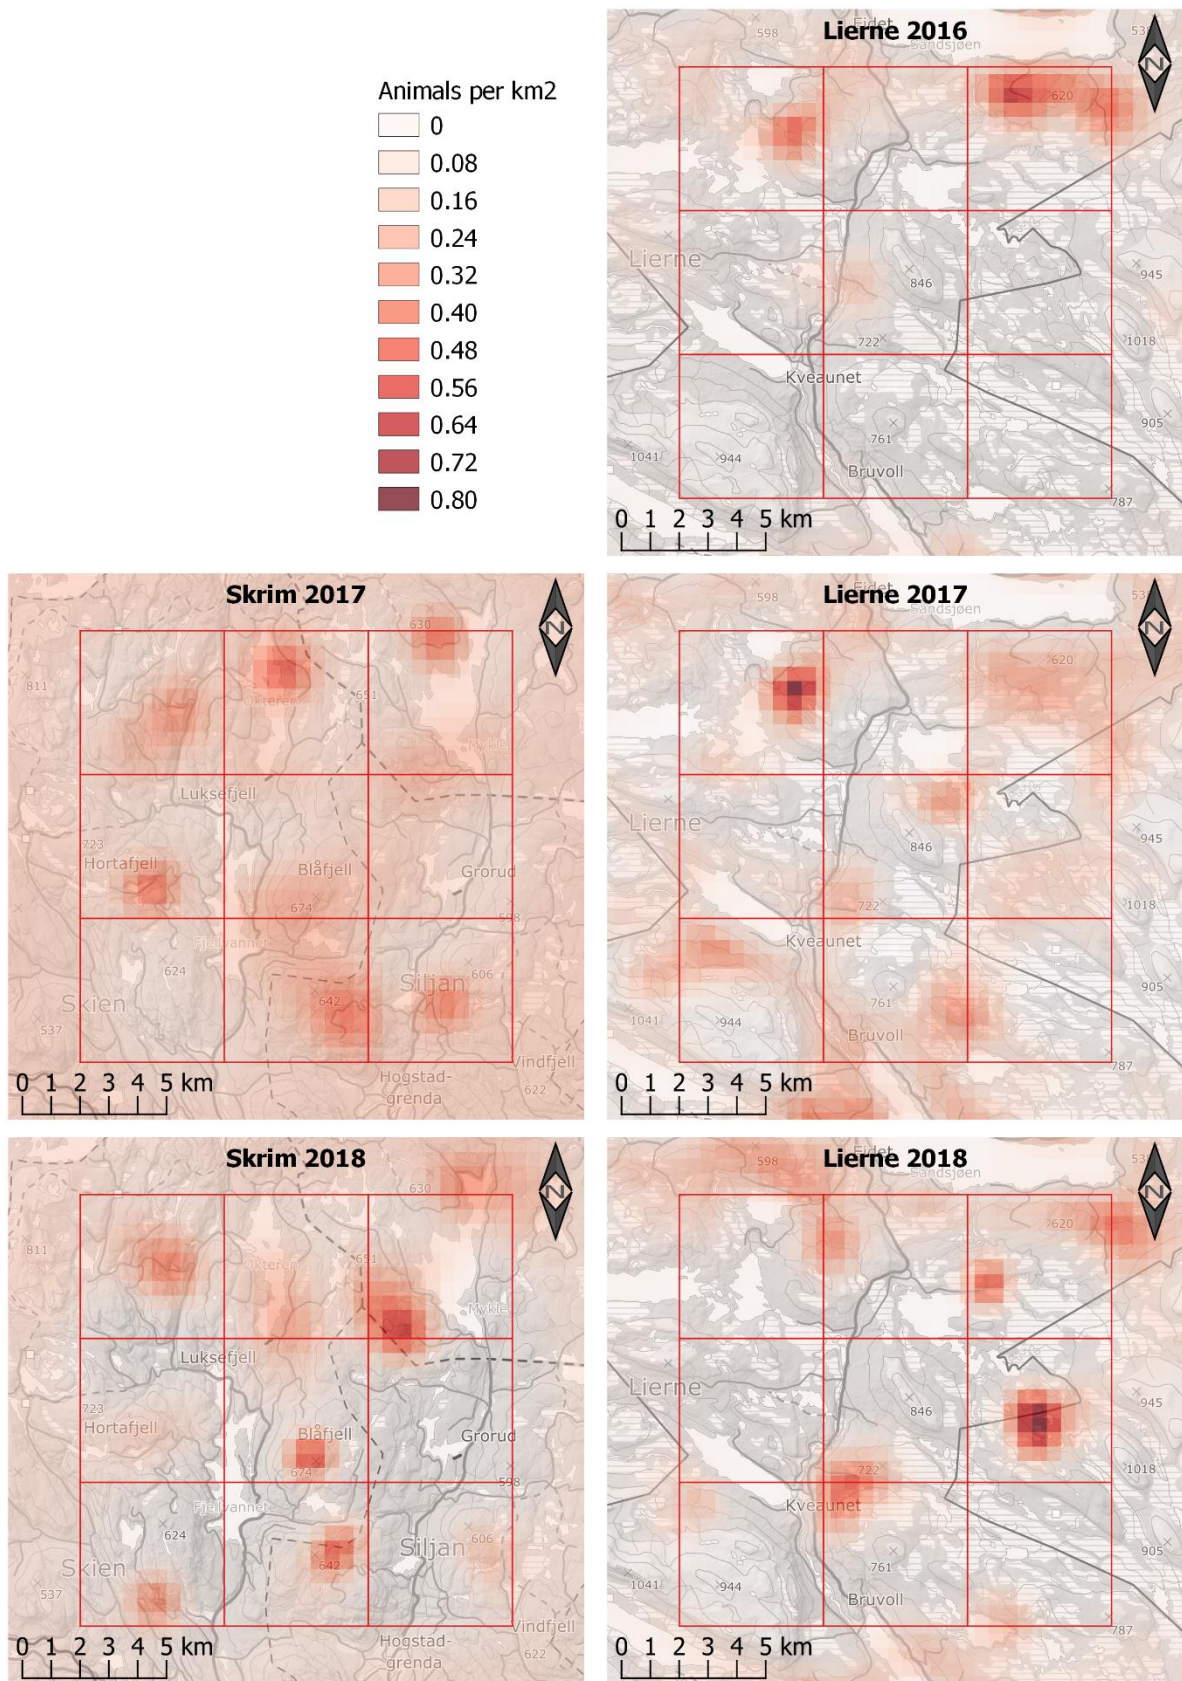 Animals per km2
0
0.08
0.16
0.24
0.32
0.40
0.48
0.56
0.64
0.72
0.80
Lierne 2016
598
Sandsjøen
N
620
Lierne
846
945
722
1018
Kveaunet
761
905
1041
944
Bruvoll
787
0 1 2 3 4 5 km
Skrim 2017
630
N
811
651
Økteren
Mykle
Luksefjell
723
Hortafjell
Blåfjell
Grorud
674
598
Fjellvannet
624
606
Skien
Siljan
537
642
Vindfjell
0 1 2 3 4 5 km
Hogstad-
grenda
622
Lierne 2017
598
Sandsjøen
N
620
Lierne
846
945
722
1018
Kveaunet
761
905
1041
944
Bruvoll
787
0 1 2 3 4 5 km
Skrim 2018
630
N
811
651
Økteren
Mykle
Luksefjell
723
Hortafjell
Blåfjell
Grorud
674
598
Fjellvannet
624
606
Skien
Siljan
537
642
Vindfjell
0 1 2 3 4 5 km
Hogstad-
grenda
622
Lierne 2018
598
Sandsjøen
N
620
Lierne
846
945
722
1018
Kveaunet
761
905
1041
944
Bruvoll
787
0 1 2 3 4 5 km